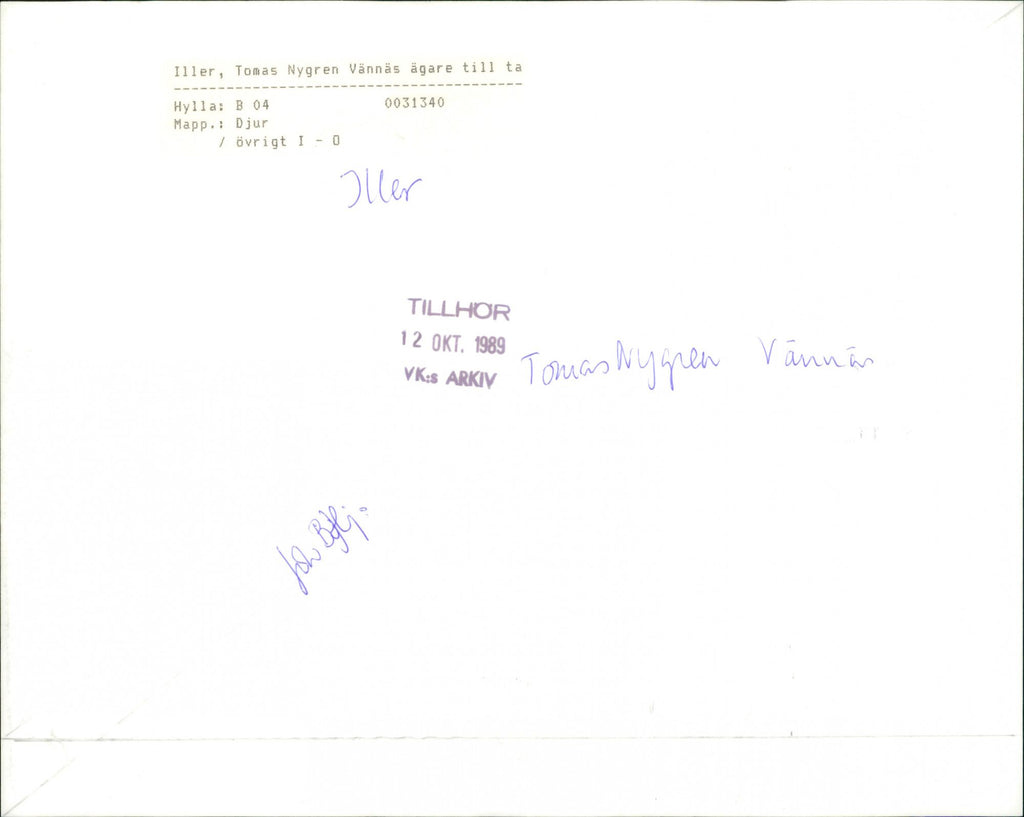 Iller, Tomas Nygren Vännäs ägare till ta
----------------------------------------
Hylla: B 04 0031340
Mapp.: Djur
/ övrigt I - O
Iller
TILLHÖR
12 OKT. 1989
VK:s ARKIV
Tomas Nygren Vännäs